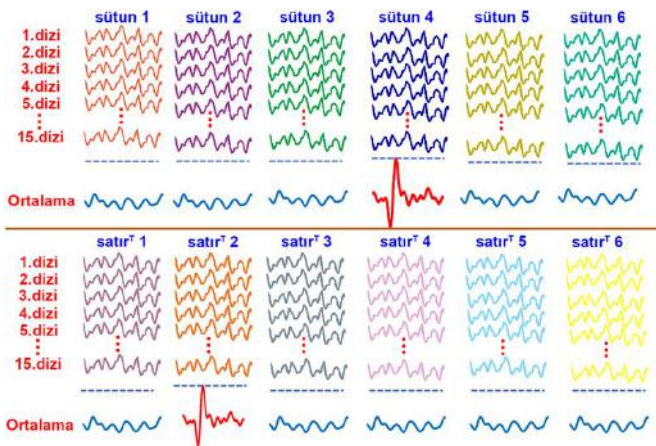 sütun 1 sütun 2 sütun 3 sütun 4 sütun 5 sütun 6
1.dizi
2.dizi
3.dizi
4.dizi
5.dizi
15.dizi
Ortalama
satırᵀ 1 satırᵀ 2 satırᵀ 3 satırᵀ 4 satırᵀ 5 satırᵀ 6
1.dizi
2.dizi
3.dizi
4.dizi
5.dizi
15.dizi
Ortalama